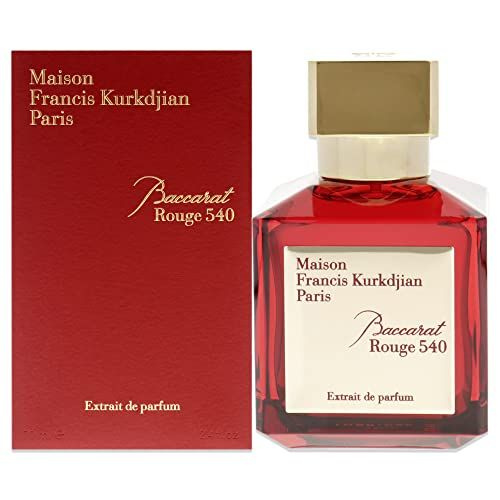 Maison
Francis Kurkdjian
Paris
Baccarat
Rouge 540
Extrait de parfum
Maison
Francis Kurkdjian
Paris
Baccarat
Rouge 540
Extrait de parfum